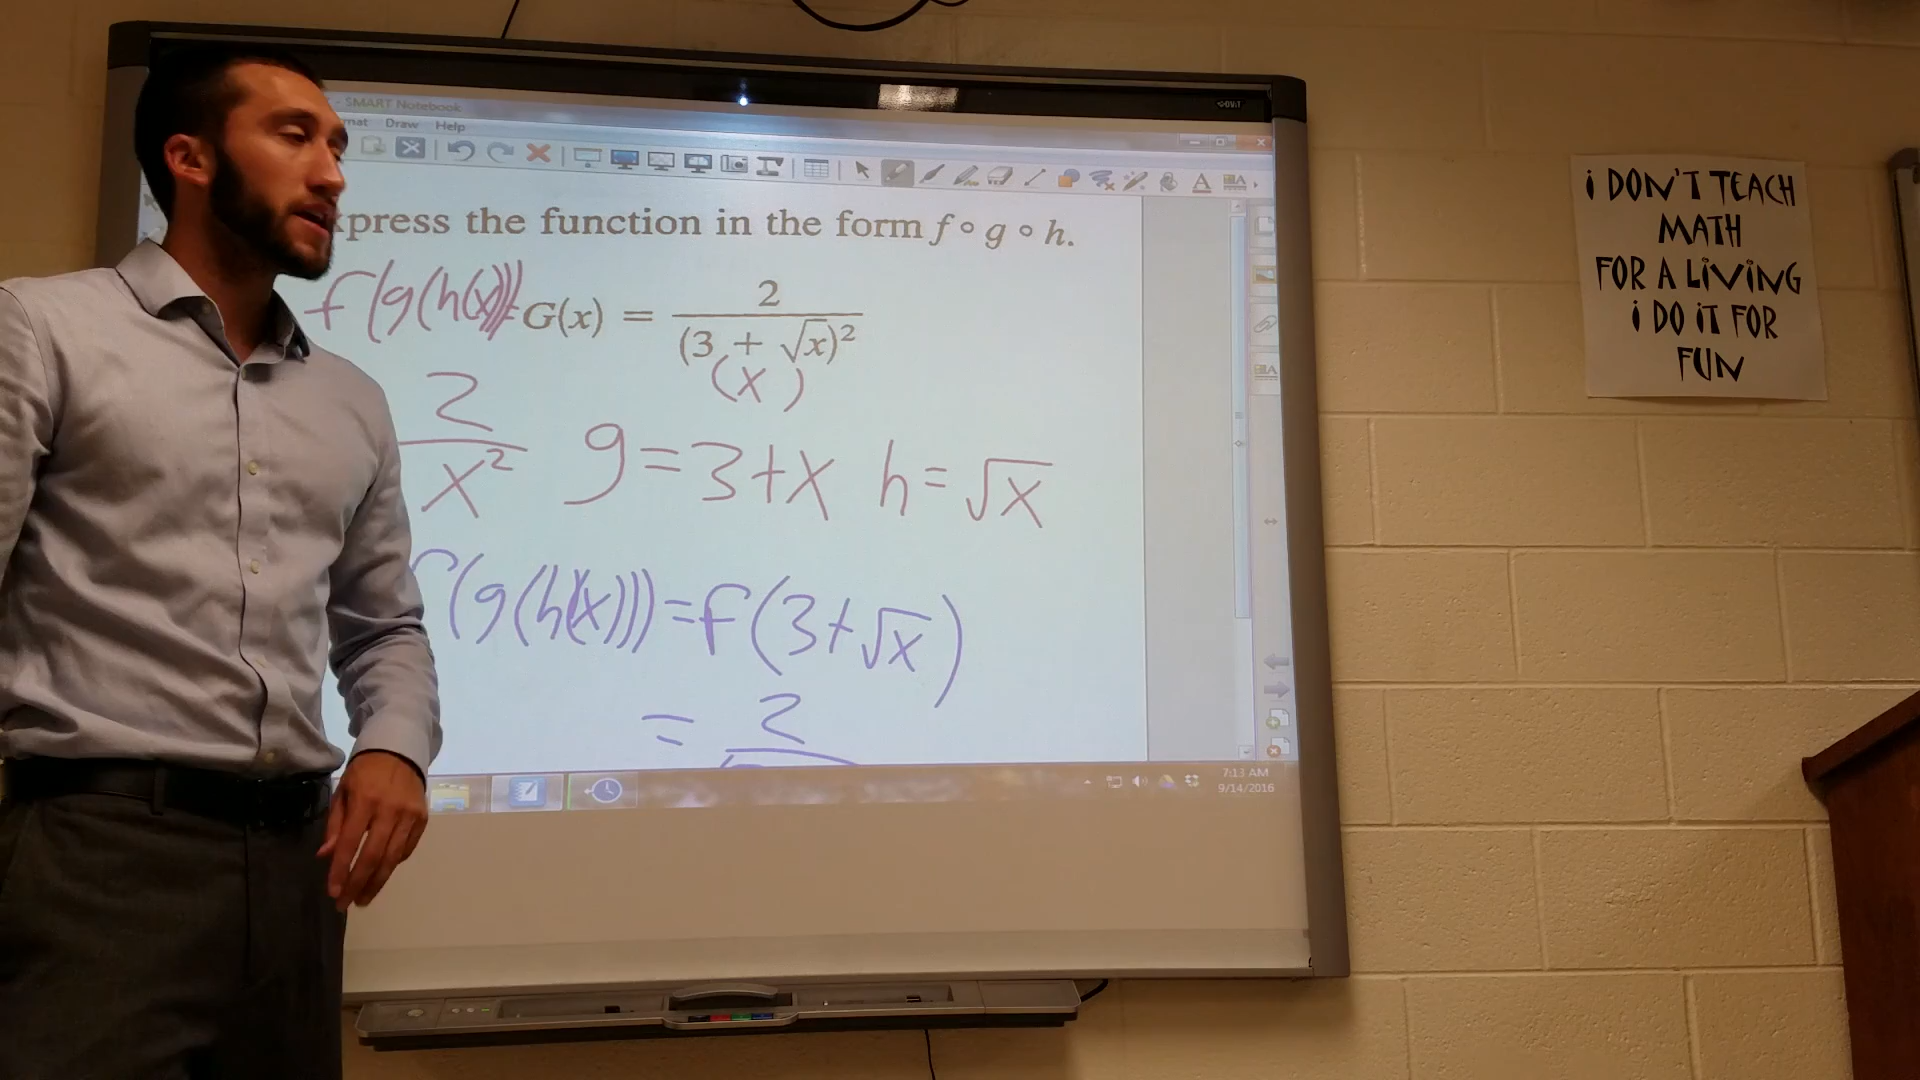 - SMART Notebook
Draw Help
xpress the function in the form f ∘ g ∘ h.
f(g(h(x))) = G(x) = 2 / (3 + √x)²
(x)
2 / x² g = 3+x h = √x
f(g(h(x))) = f(3+√x)
= 2
7:13 AM
9/14/2016
I DON'T TEACH
MATH
FOR A LIVING
I DO IT FOR
FUN